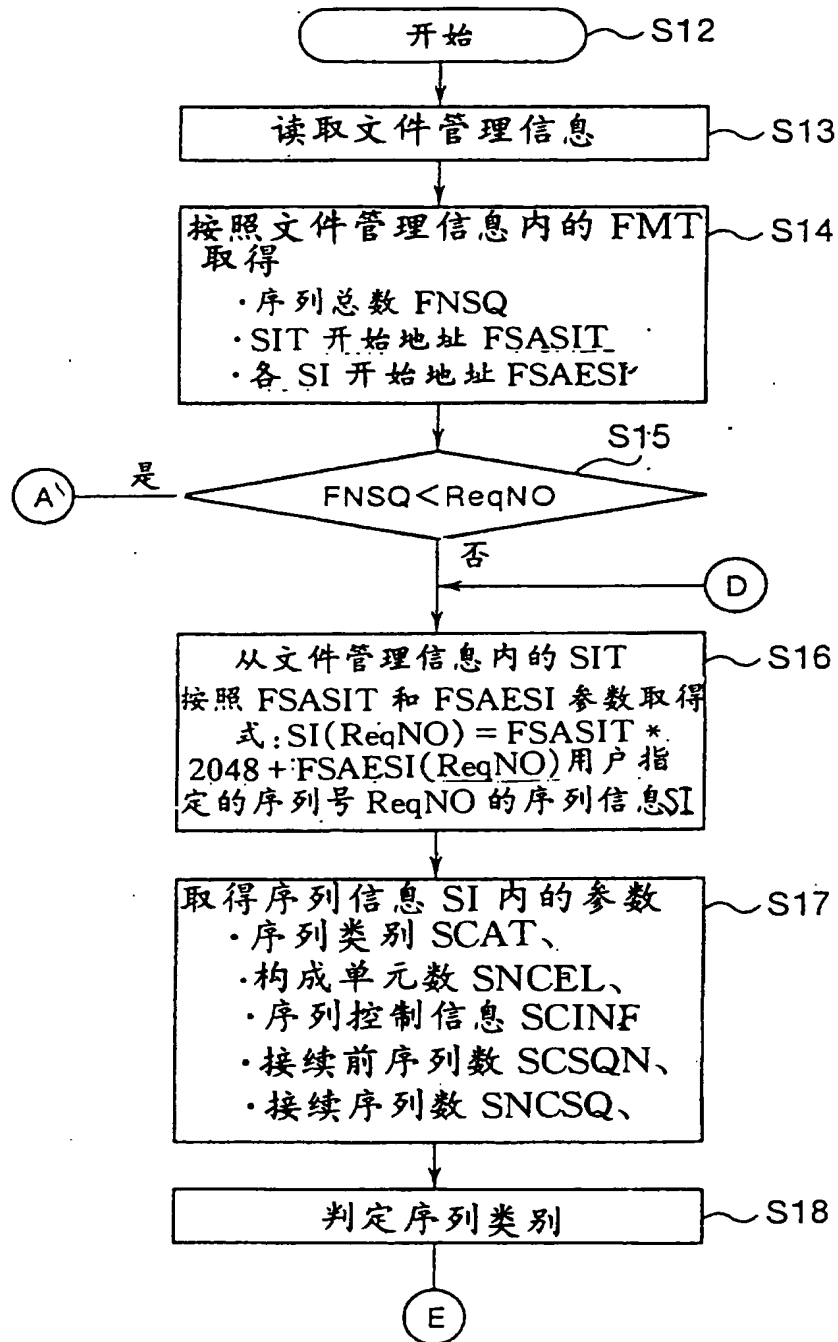 开始
S12
读取文件管理信息
S13
按照文件管理信息内的 FMT
取得
·序列总数 FNSQ
·SIT 开始地址 FSASIT
·各 SI 开始地址 FSAESI
S14
S15
是
A
FNSQ<ReqNO
否
D
从文件管理信息内的 SIT
按照 FSASIT 和 FSAESI 参数取得
式:SI(ReqNO)=FSASIT *
2048+FSAESI(ReqNO)用户指
定的序列号 ReqNO 的序列信息SI
S16
取得序列信息 SI 内的参数
·序列类别 SCAT、
·构成单元数 SNCEL、
·序列控制信息 SCINF
·接续前序列数 SCSQN、
·接续序列数 SNCSQ、
S17
判定序列类别
S18
E